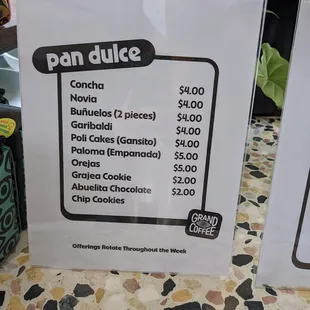 pan dulce
Concha $4.00
Novia $4.00
Buñuelos (2 pieces) $4.00
Garibaldi $4.00
Poli Cakes (Gansito) $4.00
Paloma (Empanada) $5.00
Orejas $5.00
Grajea Cookie $2.00
Abuelita Chocolate $2.00
Chip Cookies
GRAND
COFFEE
Offerings Rotate Throughout the Week